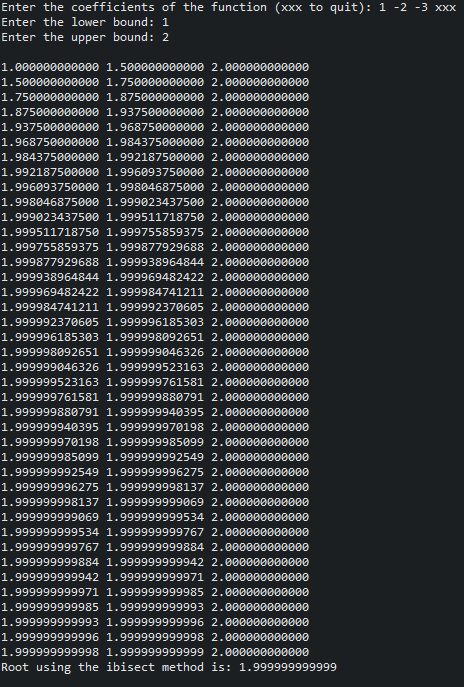 Enter the coefficients of the function (xxx to quit): 1 -2 -3 xxx
Enter the lower bound: 1
Enter the upper bound: 2
1.000000000000 1.500000000000 2.000000000000
1.500000000000 1.750000000000 2.000000000000
1.750000000000 1.875000000000 2.000000000000
1.875000000000 1.937500000000 2.000000000000
1.937500000000 1.968750000000 2.000000000000
1.968750000000 1.984375000000 2.000000000000
1.984375000000 1.992187500000 2.000000000000
1.992187500000 1.996093750000 2.000000000000
1.996093750000 1.998046875000 2.000000000000
1.998046875000 1.999023437500 2.000000000000
1.999023437500 1.999511718750 2.000000000000
1.999511718750 1.999755859375 2.000000000000
1.999755859375 1.999877929688 2.000000000000
1.999877929688 1.999938964844 2.000000000000
1.999938964844 1.999969482422 2.000000000000
1.999969482422 1.999984741211 2.000000000000
1.999984741211 1.999992370605 2.000000000000
1.999992370605 1.999996185303 2.000000000000
1.999996185303 1.999998092651 2.000000000000
1.999998092651 1.999999046326 2.000000000000
1.999999046326 1.999999523163 2.000000000000
1.999999523163 1.999999761581 2.000000000000
1.999999761581 1.999999880791 2.000000000000
1.999999880791 1.999999940395 2.000000000000
1.999999940395 1.999999970198 2.000000000000
1.999999970198 1.999999985099 2.000000000000
1.999999985099 1.999999992549 2.000000000000
1.999999992549 1.999999996275 2.000000000000
1.999999996275 1.999999998137 2.000000000000
1.999999998137 1.999999999069 2.000000000000
1.999999999069 1.999999999534 2.000000000000
1.999999999534 1.999999999767 2.000000000000
1.999999999767 1.999999999884 2.000000000000
1.999999999884 1.999999999942 2.000000000000
1.999999999942 1.999999999971 2.000000000000
1.999999999971 1.999999999985 2.000000000000
1.999999999985 1.999999999993 2.000000000000
1.999999999993 1.999999999996 2.000000000000
1.999999999996 1.999999999998 2.000000000000
1.999999999998 1.999999999999 2.000000000000
Root using the ibisect method is: 1.999999999999